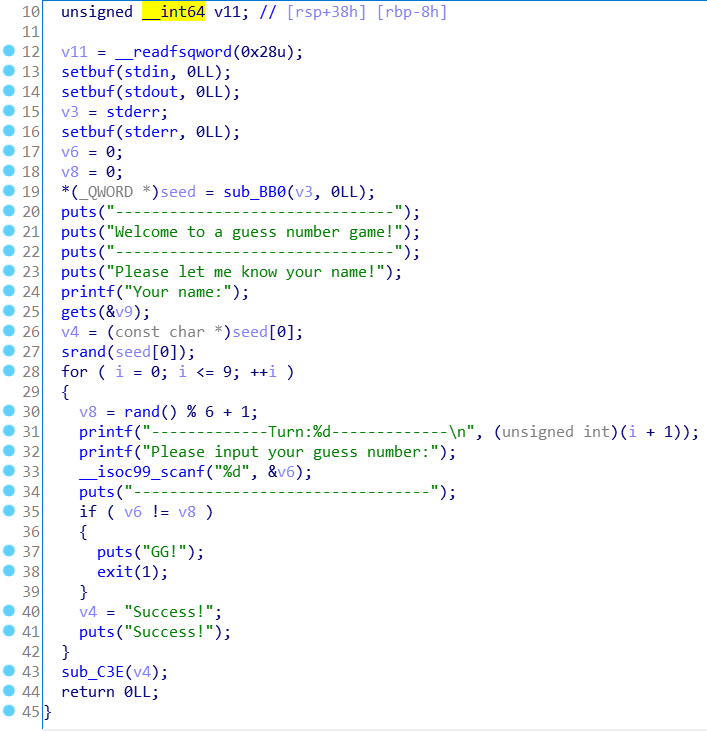 10 unsigned __int64 v11; // [rsp+38h] [rbp-8h]
11
12 v11 = __readfsqword(0x28u);
13 setbuf(stdin, 0LL);
14 setbuf(stdout, 0LL);
15 v3 = stderr;
16 setbuf(stderr, 0LL);
17 v6 = 0;
18 v8 = 0;
19 *(_QWORD *)seed = sub_BB0(v3, 0LL);
20 puts("-------------------------------");
21 puts("Welcome to a guess number game!");
22 puts("-------------------------------");
23 puts("Please let me know your name!");
24 printf("Your name:");
25 gets(&v9);
26 v4 = (const char *)seed[0];
27 srand(seed[0]);
28 for ( i = 0; i <= 9; ++i )
29 {
30 v8 = rand() % 6 + 1;
31 printf("-------------Turn:%d-------------\n", (unsigned int)(i + 1));
32 printf("Please input your guess number:");
33 __isoc99_scanf("%d", &v6);
34 puts("---------------------------------");
35 if ( v6 != v8 )
36 {
37 puts("GG!");
38 exit(1);
39 }
40 v4 = "Success!";
41 puts("Success!");
42 }
43 sub_C3E(v4);
44 return 0LL;
45 }